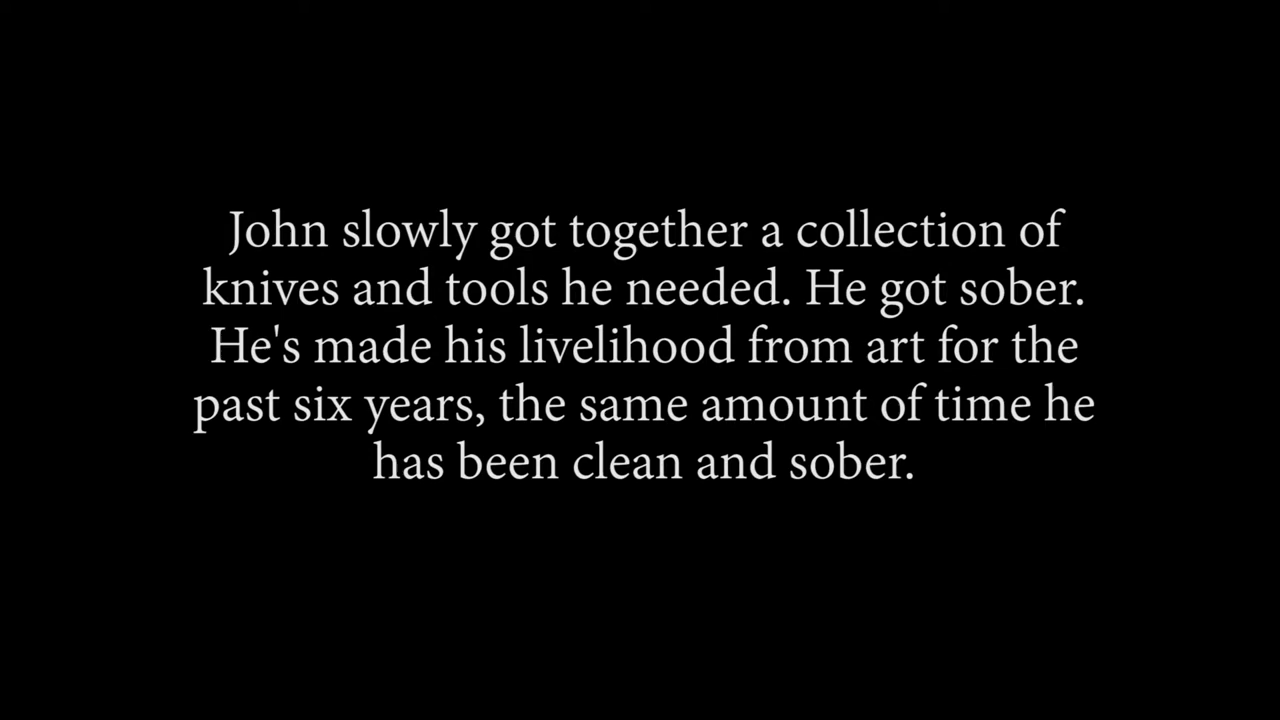 John slowly got together a collection of
knives and tools he needed. He got sober.
He's made his livelihood from art for the
past six years, the same amount of time he
has been clean and sober.